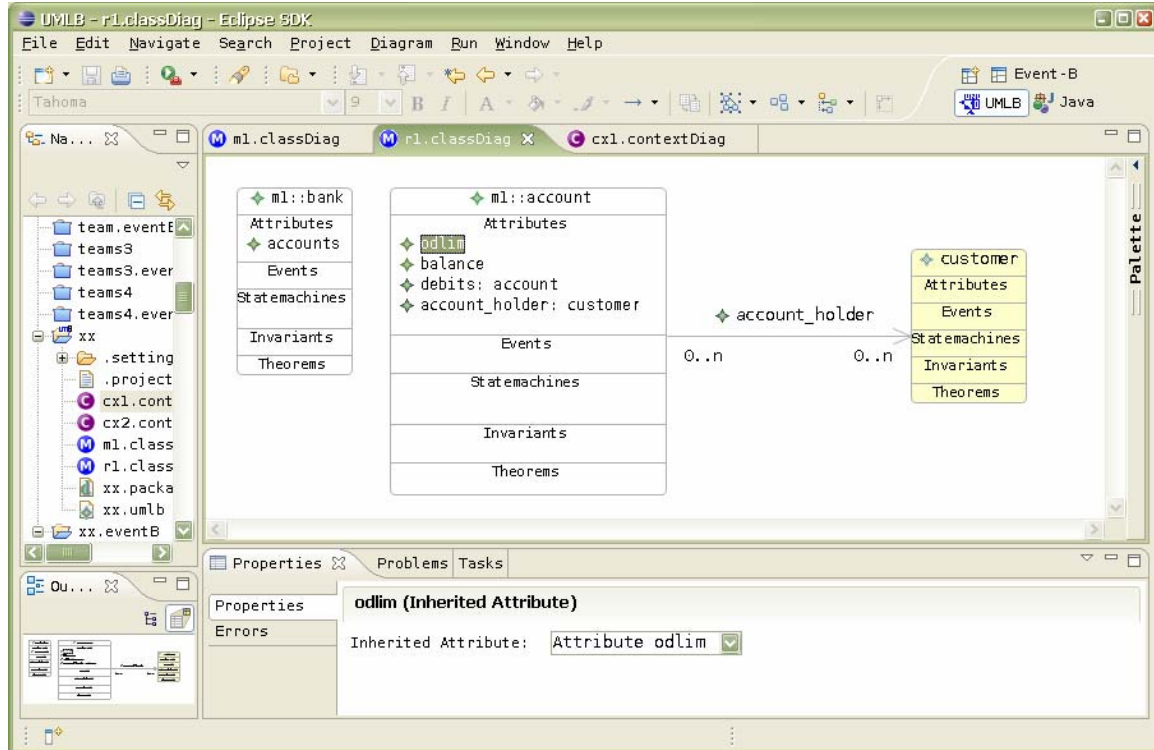 UMLB - r1.classDiag - Eclipse SDK
File Edit Navigate Search Project Diagram Run Window Help
Event-B
Tahoma 9 B I A UMLB Java
Na... m1.classDiag r1.classDiag cx1.contextDiag
Palette
team.eventB
teams3
teams3.ever
teams4
teams4.ever
xx
.setting
.project
cx1.cont
cx2.cont
m1.class
r1.class
xx.packa
xx.umlb
xx.eventB
m1::bank
Attributes
accounts
Events
Statemachines
Invariants
Theorems
m1::account
Attributes
odlim
balance
debits: account
account_holder: customer
Events
Statemachines
Invariants
Theorems
account_holder
0..n 0..n
customer
Attributes
Events
Statemachines
Invariants
Theorems
Ou...
Properties Problems Tasks
Properties
Errors
odlim (Inherited Attribute)
Inherited Attribute: Attribute odlim